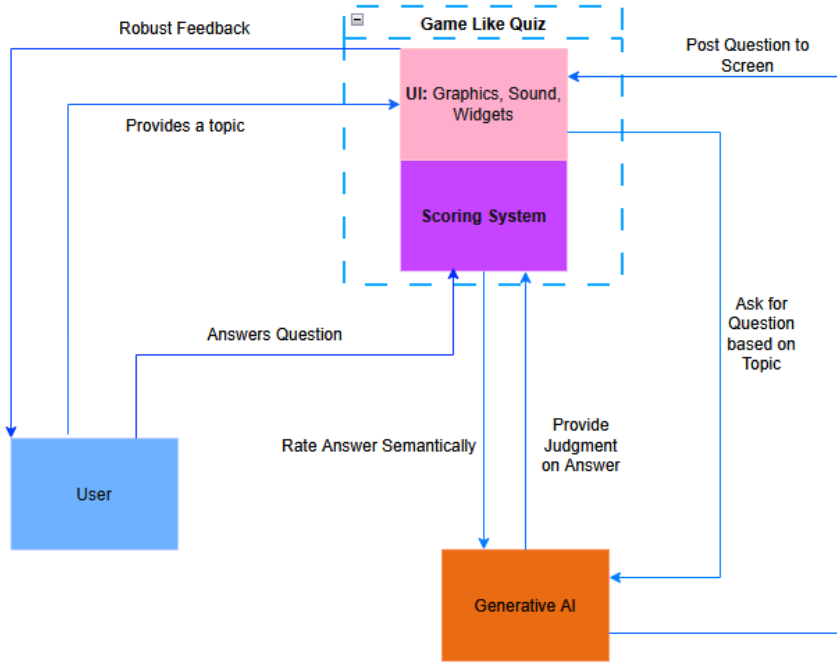 Robust Feedback
Game Like Quiz
Post Question to
Screen
UI: Graphics, Sound,
Widgets
Provides a topic
Scoring System
Ask for
Question
based on
Topic
Answers Question
Rate Answer Semantically
Provide
Judgment
on Answer
User
Generative AI